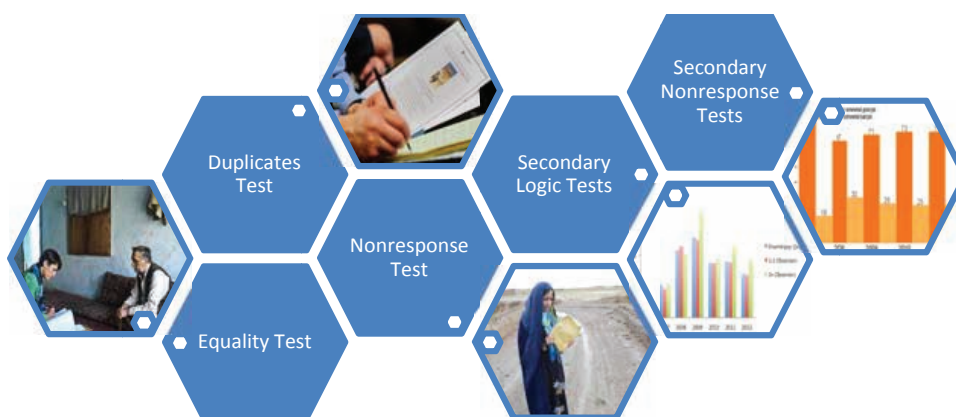 Secondary
Nonresponse
Tests
Duplicates
Test
Secondary
Logic Tests
Nonresponse
Test
Equality Test